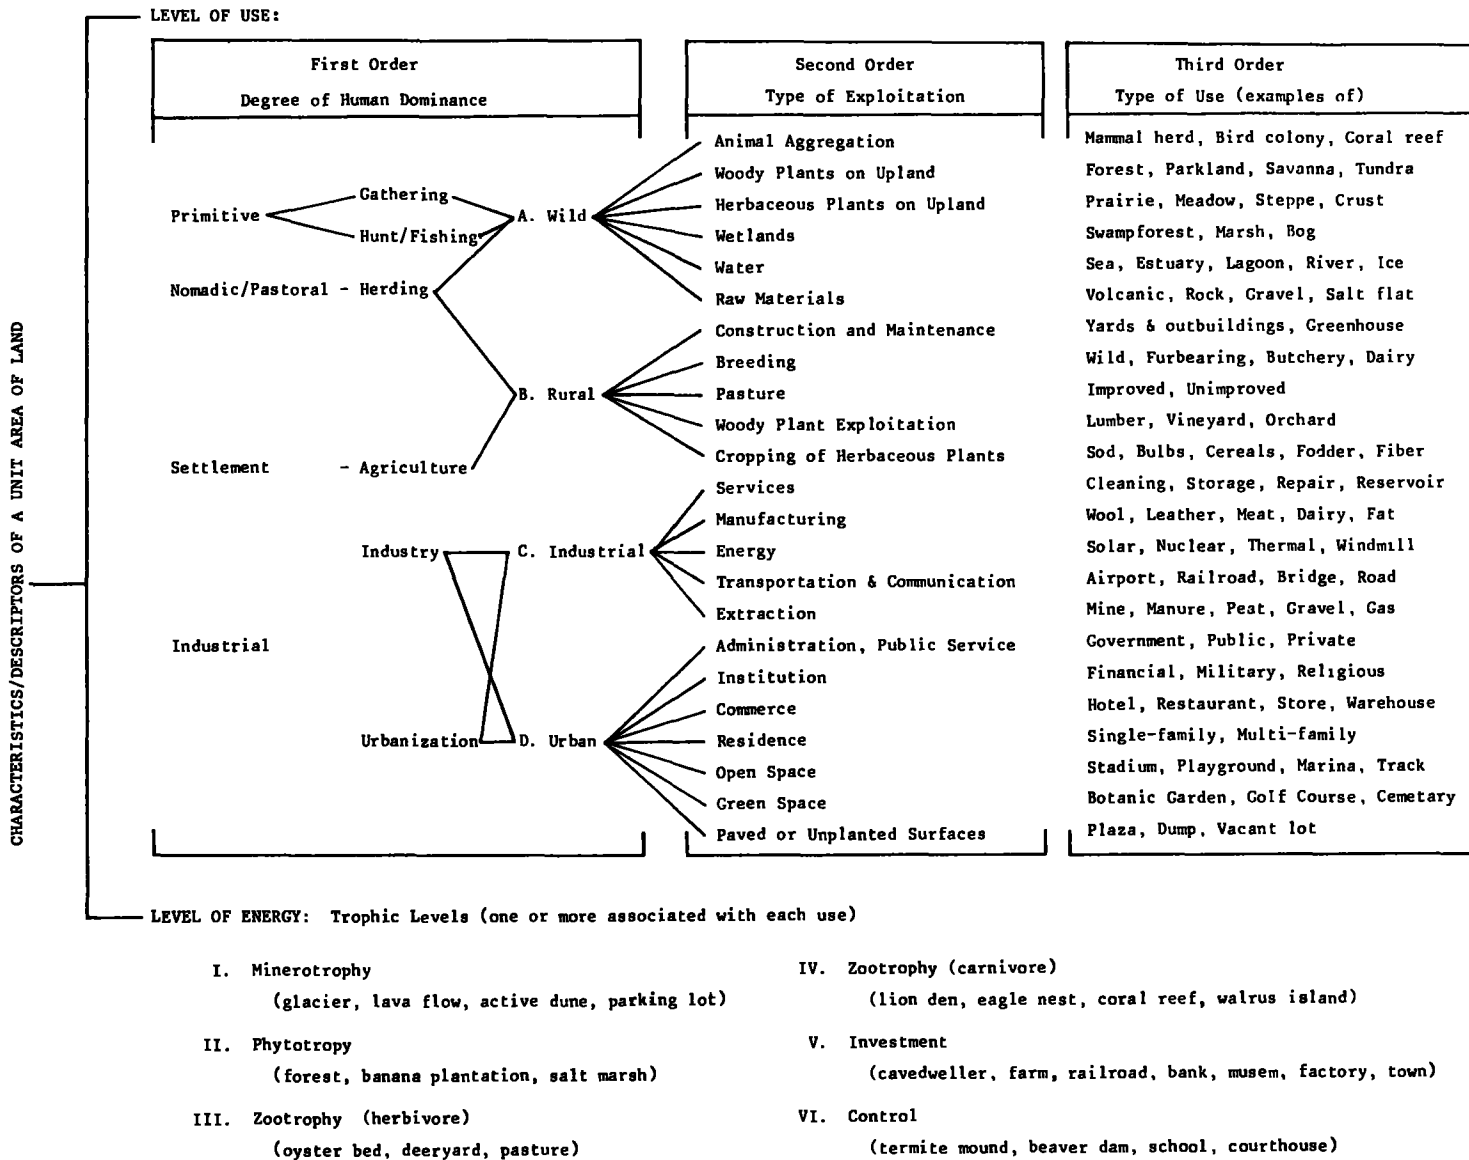 LEVEL OF USE:
First Order
Degree of Human Dominance
Second Order
Type of Exploitation
Third Order
Type of Use (examples of)
Primitive
Gathering
Hunt/Fishing
Nomadic/Pastoral - Herding
Settlement - Agriculture
Industrial
Industry
Urbanization
A. Wild
B. Rural
C. Industrial
D. Urban
Animal Aggregation
Woody Plants on Upland
Herbaceous Plants on Upland
Wetlands
Water
Raw Materials
Construction and Maintenance
Breeding
Pasture
Woody Plant Exploitation
Cropping of Herbaceous Plants
Services
Manufacturing
Energy
Transportation & Communication
Extraction
Administration, Public Service
Institution
Commerce
Residence
Open Space
Green Space
Paved or Unplanted Surfaces
Mammal herd, Bird colony, Coral reef
Forest, Parkland, Savanna, Tundra
Prairie, Meadow, Steppe, Crust
Swampforest, Marsh, Bog
Sea, Estuary, Lagoon, River, Ice
Volcanic, Rock, Gravel, Salt flat
Yards & outbuildings, Greenhouse
Wild, Furbearing, Butchery, Dairy
Improved, Unimproved
Lumber, Vineyard, Orchard
Sod, Bulbs, Cereals, Fodder, Fiber
Cleaning, Storage, Repair, Reservoir
Wool, Leather, Meat, Dairy, Fat
Solar, Nuclear, Thermal, Windmill
Airport, Railroad, Bridge, Road
Mine, Manure, Peat, Gravel, Gas
Government, Public, Private
Financial, Military, Religious
Hotel, Restaurant, Store, Warehouse
Single-family, Multi-family
Stadium, Playground, Marina, Track
Botanic Garden, Golf Course, Cemetary
Plaza, Dump, Vacant lot
CHARACTERISTICS/DESCRIPTORS OF A UNIT AREA OF LAND
LEVEL OF ENERGY: Trophic Levels (one or more associated with each use)
I. Minerotrophy
(glacier, lava flow, active dune, parking lot)
II. Phytotropy
(forest, banana plantation, salt marsh)
III. Zootrophy (herbivore)
(oyster bed, deeryard, pasture)
IV. Zootrophy (carnivore)
(lion den, eagle nest, coral reef, walrus island)
V. Investment
(cavedweller, farm, railroad, bank, musem, factory, town)
VI. Control
(termite mound, beaver dam, school, courthouse)